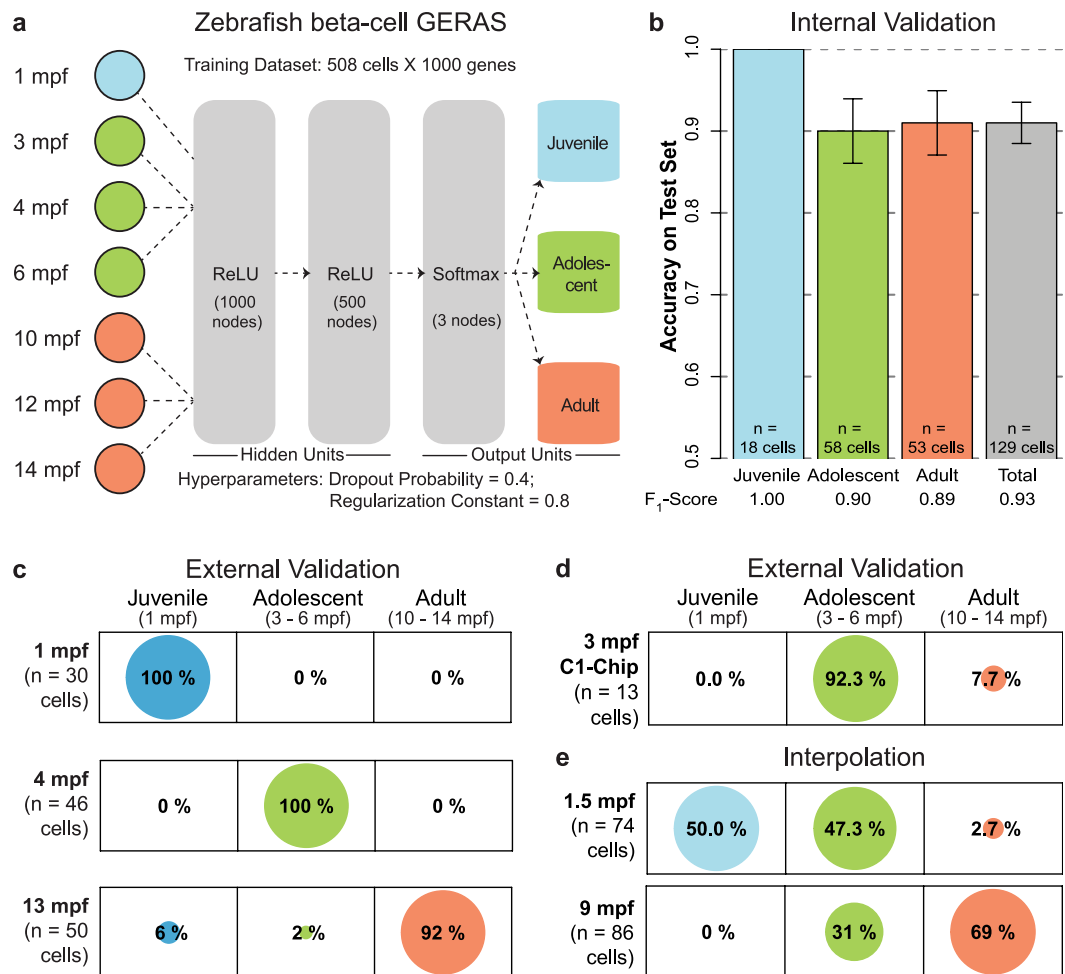 a
Zebrafish beta-cell GERAS
Training Dataset: 508 cells X 1000 genes
1 mpf
3 mpf
4 mpf
6 mpf
10 mpf
12 mpf
14 mpf
ReLU
(1000
nodes)
ReLU
(500
nodes)
Softmax
(3 nodes)
Juvenile
Adoles-
cent
Adult
Hidden Units
Output Units
Hyperparameters: Dropout Probability = 0.4;
Regularization Constant = 0.8
b
Internal Validation
Accuracy on Test Set
1.0
0.9
0.8
0.7
0.6
0.5
n =
18 cells
n =
58 cells
n =
53 cells
n =
129 cells
Juvenile Adolescent Adult Total
F1-Score 1.00 0.90 0.89 0.93
c
External Validation
Juvenile Adolescent Adult
(1 mpf) (3 - 6 mpf) (10 - 14 mpf)
1 mpf
(n = 30
cells)
100 % 0 % 0 %
4 mpf
(n = 46
cells)
0 % 100 % 0 %
13 mpf
(n = 50
cells)
6 % 2 % 92 %
d
External Validation
Juvenile Adolescent Adult
(1 mpf) (3 - 6 mpf) (10 - 14 mpf)
3 mpf
C1-Chip
(n = 13
cells)
0.0 % 92.3 % 7.7 %
e
Interpolation
1.5 mpf
(n = 74
cells)
50.0 % 47.3 % 2.7 %
9 mpf
(n = 86
cells)
0 % 31 % 69 %